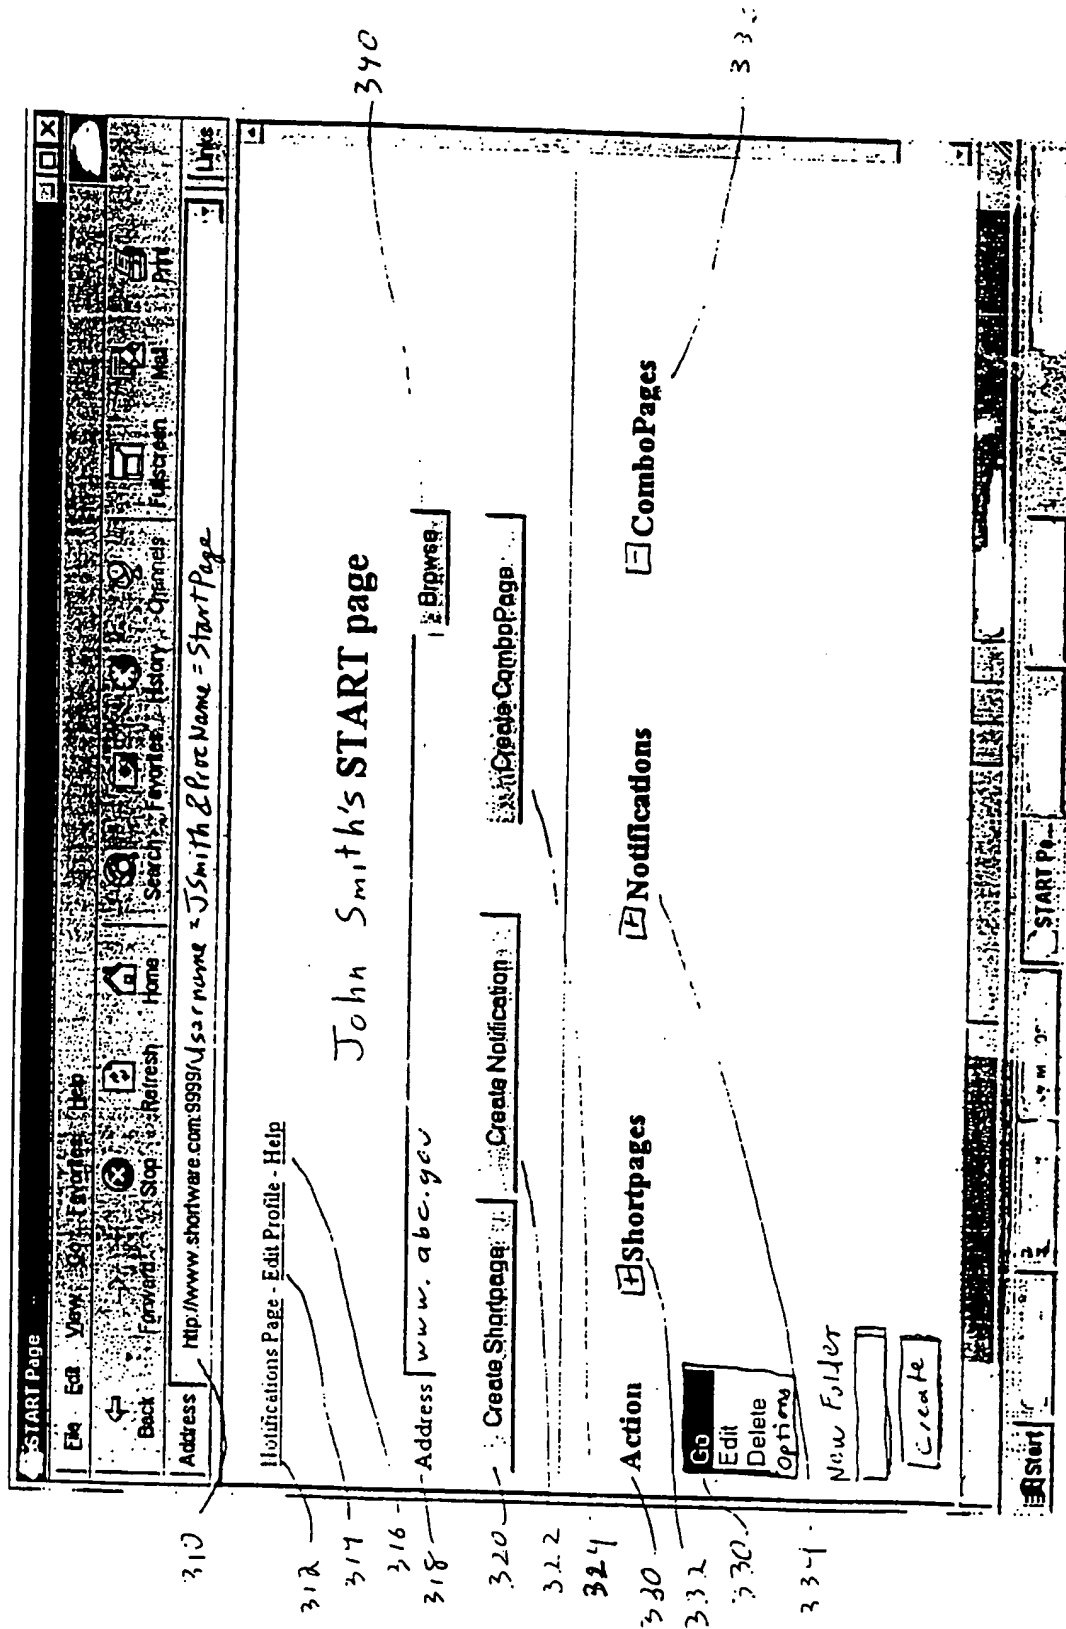 START Page
File Edit View Go Favorites Help
Back Forward Stop Refresh Home Search Favorites History Channels Fullscreen Mail Print
Address http://www.shortware.com:9999/Username=JSmith&ProcName=StartPage Links
310
Notifications Page - Edit Profile - Help
312
314
316
John Smith's START page
340
318 Address www.abc.gov Browse
320 Create Shortpage Create Notification Create ComboPage
322
324
330 Action Shortpages Notifications ComboPages
332
330
334
Go
Edit
Delete
options
New Folder
Create
Start START Pa...